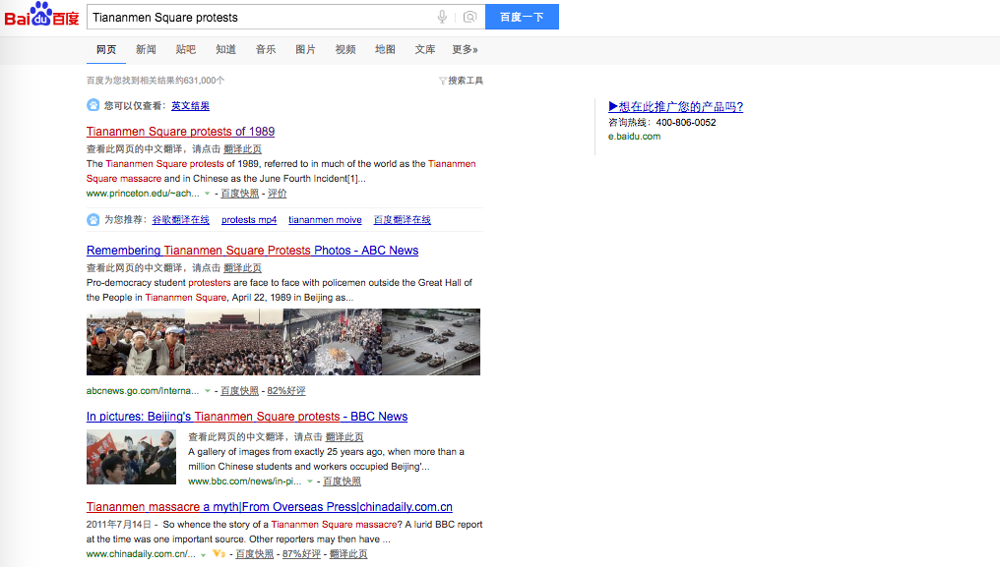 Bai du 百度
Tiananmen Square protests
百度一下
网页 新闻 贴吧 知道 音乐 图片 视频 地图 文库 更多»
百度为您找到相关结果约631,000个
搜索工具
您可以仅查看：英文结果
Tiananmen Square protests of 1989
查看此网页的中文翻译，请点击 翻译此页
The Tiananmen Square protests of 1989, referred to in much of the world as the Tiananmen
Square massacre and in Chinese as the June Fourth Incident[1]...
www.princeton.edu/~ach... - 百度快照 - 评价
为您推荐：谷歌翻译在线 protests mp4 tiananmen moive 百度翻译在线
Remembering Tiananmen Square Protests Photos - ABC News
查看此网页的中文翻译，请点击 翻译此页
Pro-democracy student protesters are face to face with policemen outside the Great Hall of
the People in Tiananmen Square, April 22, 1989 in Beijing as...
abcnews.go.com/Interna... - 百度快照 - 82%好评
In pictures: Beijing's Tiananmen Square protests - BBC News
查看此网页的中文翻译，请点击 翻译此页
A gallery of images from exactly 25 years ago, when more than a
million Chinese students and workers occupied Beijing'...
www.bbc.com/news/in-pi... - 百度快照
Tiananmen massacre a myth|From Overseas Press|chinadaily.com.cn
2011年7月14日 - So whence the story of a Tiananmen Square massacre? A lurid BBC report
at the time was one important source. Other reporters may then have ...
www.chinadaily.com.cn/... V3 - 百度快照 - 87%好评 - 翻译此页
▶想在此推广您的产品吗?
咨询热线：400-806-0052
e.baidu.com